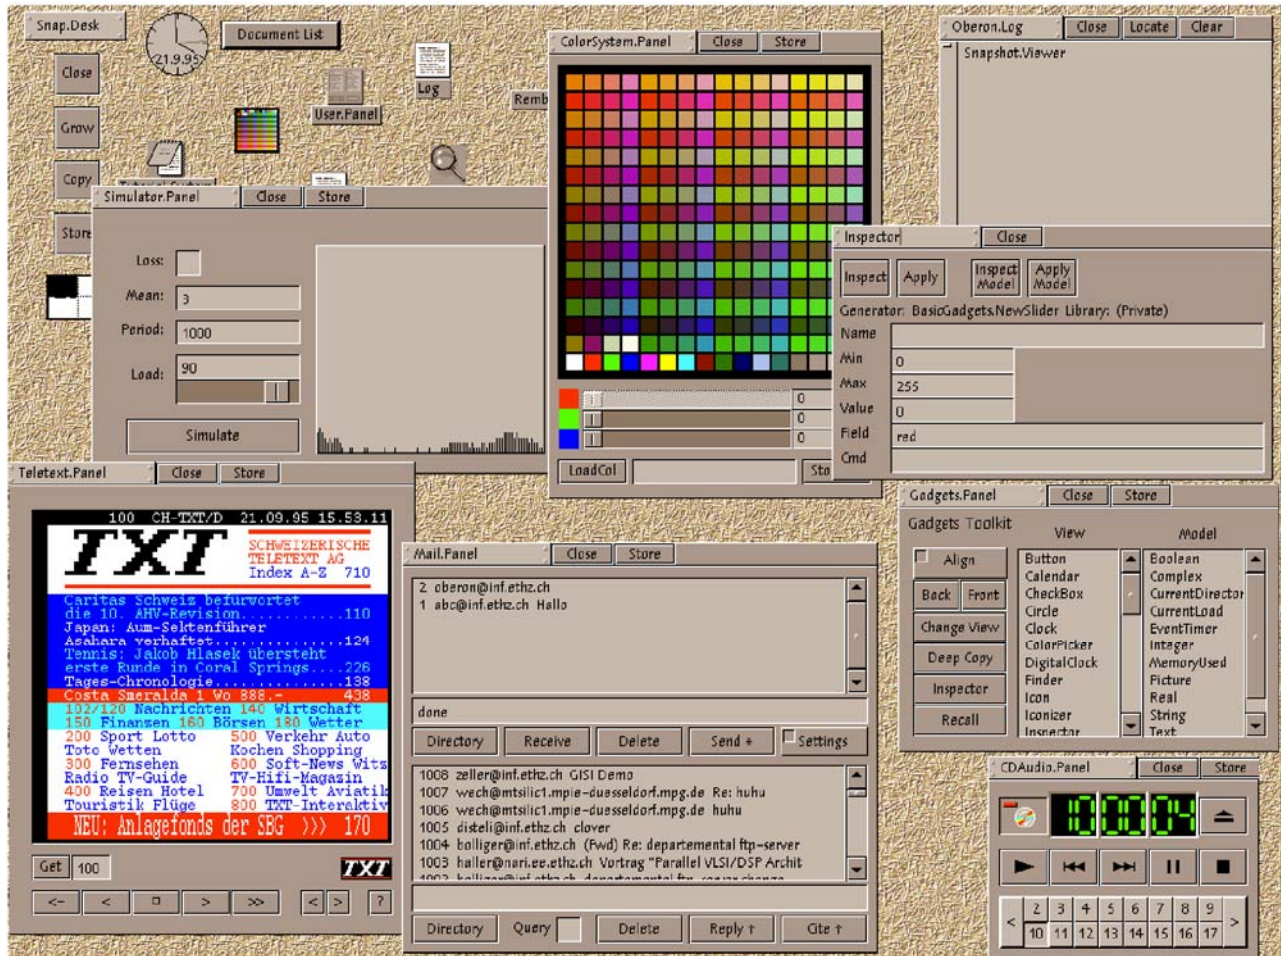 Snap.Desk
Close
Grow
Copy
Store
21.9.95
Document List
User.Panel
Log
Simulator.Panel Close Store
Loss:
Mean: 3
Period: 1000
Load: 90
Simulate
ColorSystem.Panel Close Store
0
0
0
LoadCol
Oberon.Log Close Locate Clear
Snapshot.Viewer
Inspector Close
Inspect Apply Inspect Model Apply Model
Generator: BasicGadgets.NewSlider Library: (Private)
Name
Min 0
Max 255
Value 0
Field red
Cmd
Teletext.Panel Close Store
100 CH-TXT/D 21.09.95 15.53.11
TXT
SCHWEIZERISCHE
TELETEXT AG
Index A-Z 710
Caritas Schweiz befürwortet
die 10. AHV-Revision.............110
Japan: Aum-Sektenführer
Asahara verhaftet................124
Tennis: Jakob Hlasek übersteht
erste Runde in Coral Springs....226
Tages-Chronologie................138
Costa Smeralda 1 Wo 888.- 438
102/120 Nachrichten 140 Wirtschaft
150 Finanzen 160 Börsen 180 Wetter
200 Sport Lotto 500 Verkehr Auto
Toto Wetten Kochen Shopping
300 Fernsehen 600 Soft-News Witz
Radio TV-Guide TV-Hifi-Magazin
400 Reisen Hotel 700 Umwelt Aviatik
Touristik Flüge 800 TXT-Interaktiv
NEU: Anlagefonds der SBG >>> 170
Get 100 TXT
<- < > >> < > ?
Mail.Panel Close Store
2 oberon@inf.ethz.ch
1 abc@inf.ethz.ch Hallo
done
Directory Receive Delete Send + Settings
1008 zeller@inf.ethz.ch GISI Demo
1007 wech@mtsilic1.mpie-duesseldorf.mpg.de Re: huhu
1006 wech@mtsilic1.mpie-duesseldorf.mpg.de huhu
1005 disteli@inf.ethz.ch clover
1004 bolliger@inf.ethz.ch (Fwd) Re: departemental ftp-server
1003 haller@nari.ee.ethz.ch Vortrag "Parallel VLSI/DSP Archit
Directory Query Delete Reply ↑ Cite ↑
Gadgets.Panel Close Store
Gadgets Toolkit
View Model
Align
Back Front
Change View
Deep Copy
Inspector
Recall
Button
Calendar
CheckBox
Circle
Clock
ColorPicker
DigitalClock
Finder
Icon
Iconizer
Inspector
Boolean
Complex
CurrentDirector
CurrentLoad
EventTimer
Integer
MemoryUsed
Picture
Real
String
Text
CDAudio.Panel Close Store
10004
< 2 3 4 5 6 7 8 9 >
10 11 12 13 14 15 16 17